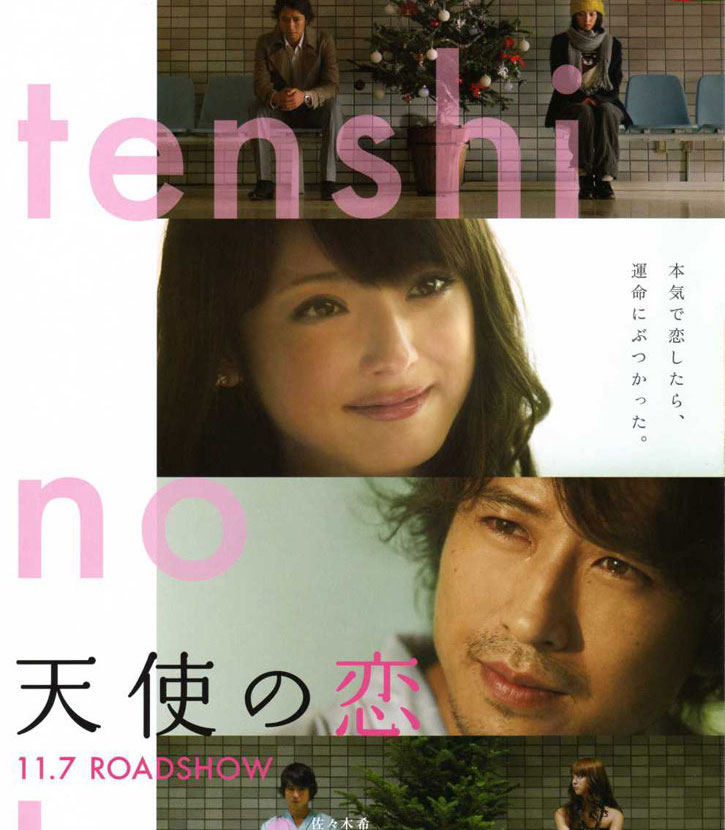 tenshi
本気で恋したら、
運命にぶつかった。
no
天使の恋
11.7 ROADSHOW
佐々木希